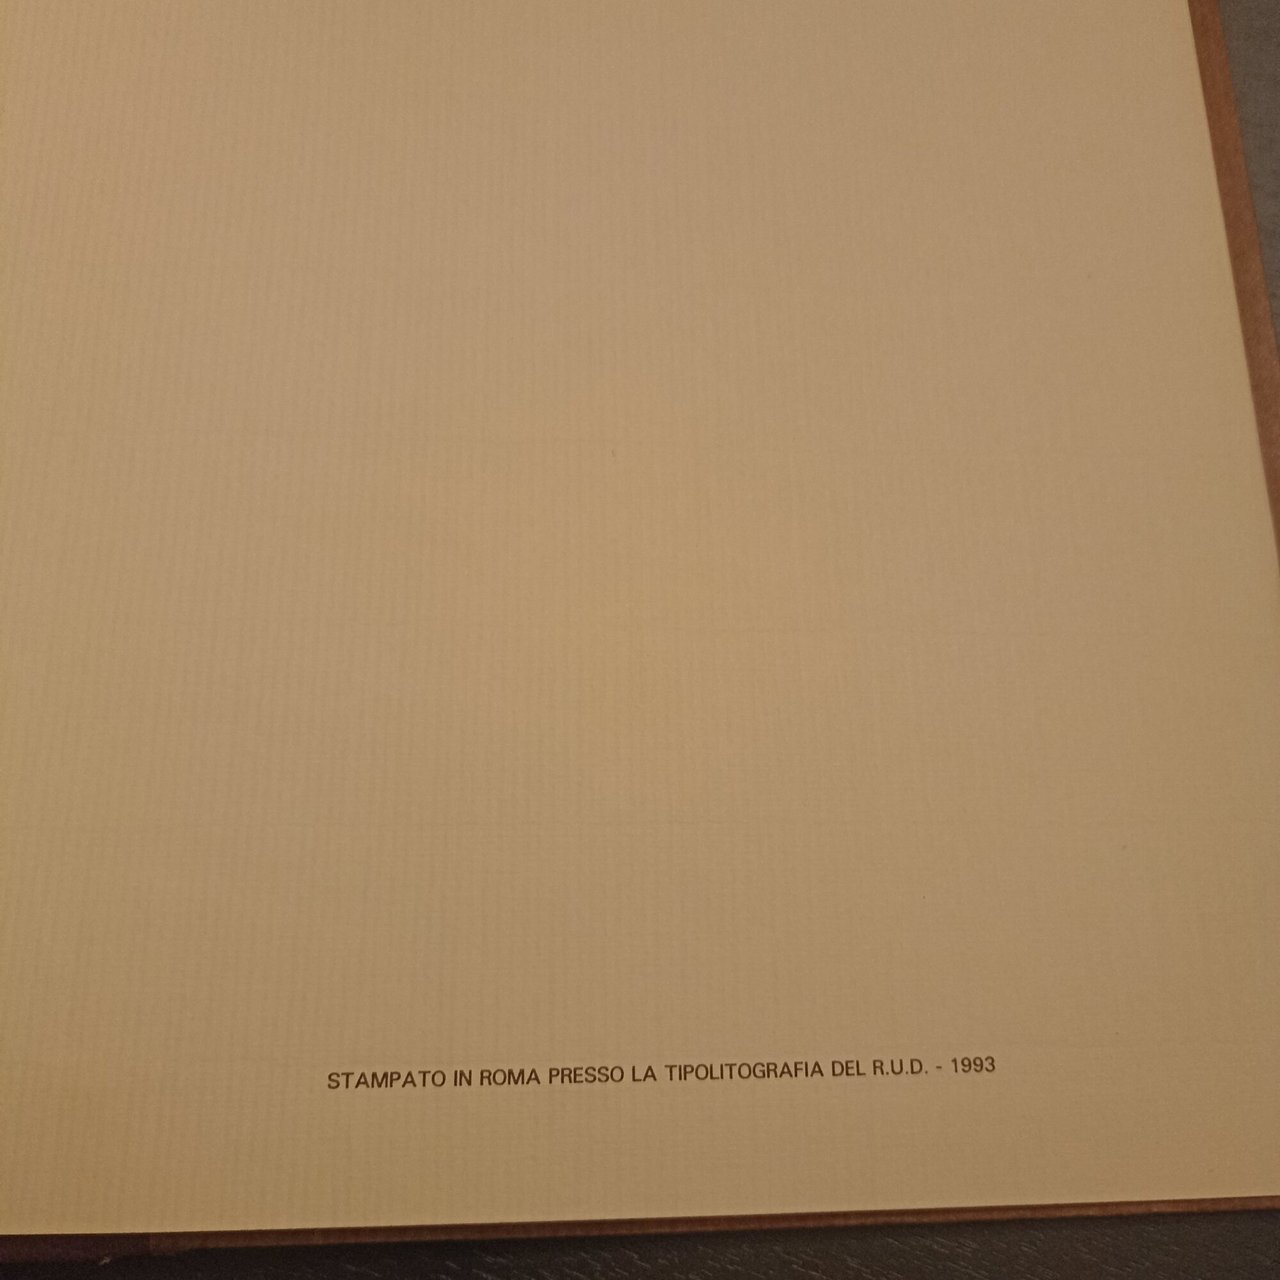 STAMPATO IN ROMA PRESSO LA TIPOLITOGRAFIA DEL R.U.D. - 1993